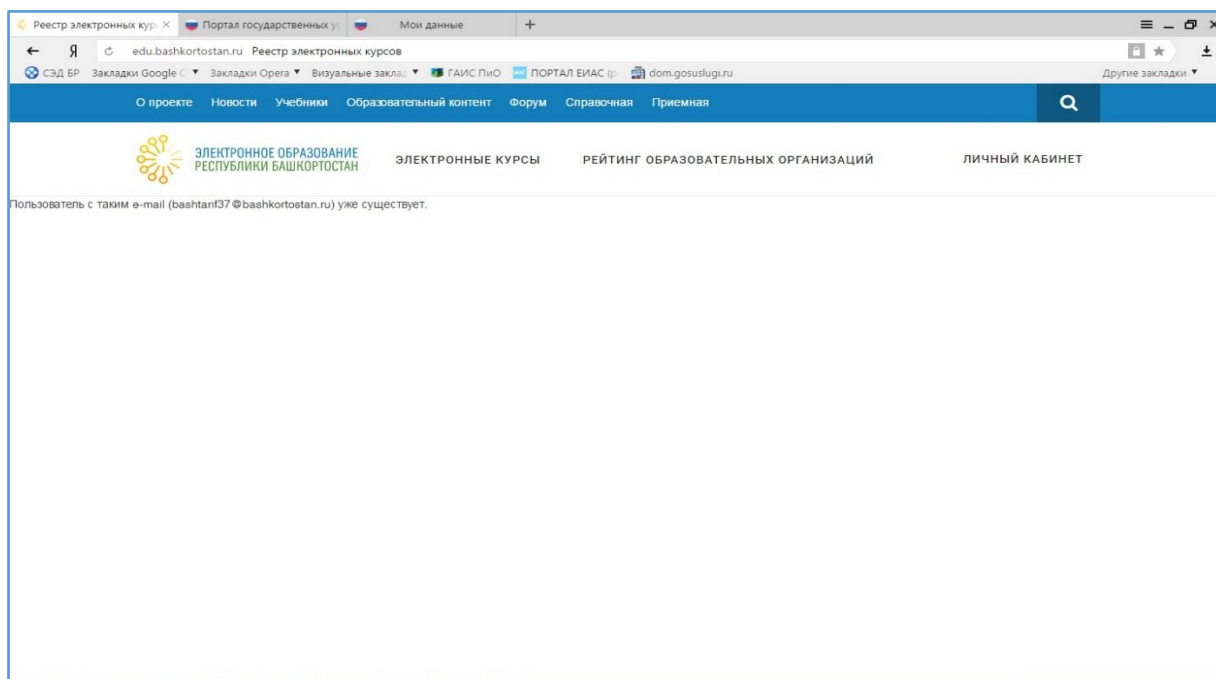 Реестр электронных кур
Портал государственных у
Мои данные
edu.bashkortostan.ru Реестр электронных курсов
СЭД БР Закладки Google С Закладки Opera Визуальные заклад ГАИС ПиО ПОРТАЛ ЕИАС (р dom.gosuslugi.ru Другие закладки
О проекте Новости Учебники Образовательный контент Форум Справочная Приемная
ЭЛЕКТРОННОЕ ОБРАЗОВАНИЕ
РЕСПУБЛИКИ БАШКОРТОСТАН
ЭЛЕКТРОННЫЕ КУРСЫ РЕЙТИНГ ОБРАЗОВАТЕЛЬНЫХ ОРГАНИЗАЦИЙ ЛИЧНЫЙ КАБИНЕТ
Пользователь с таким e-mail (bashtarif37@bashkortostan.ru) уже существует.